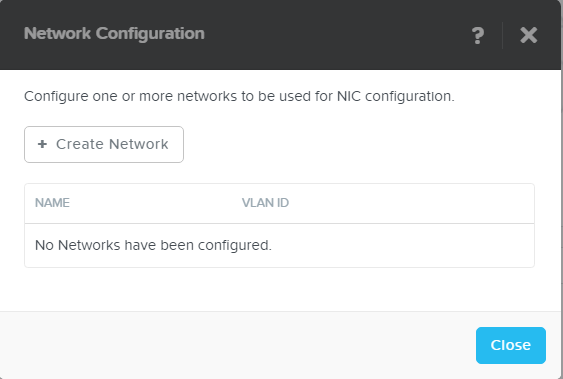 Network Configuration
?
Configure one or more networks to be used for NIC configuration.
+ Create Network
NAME VLAN ID
No Networks have been configured.
Close